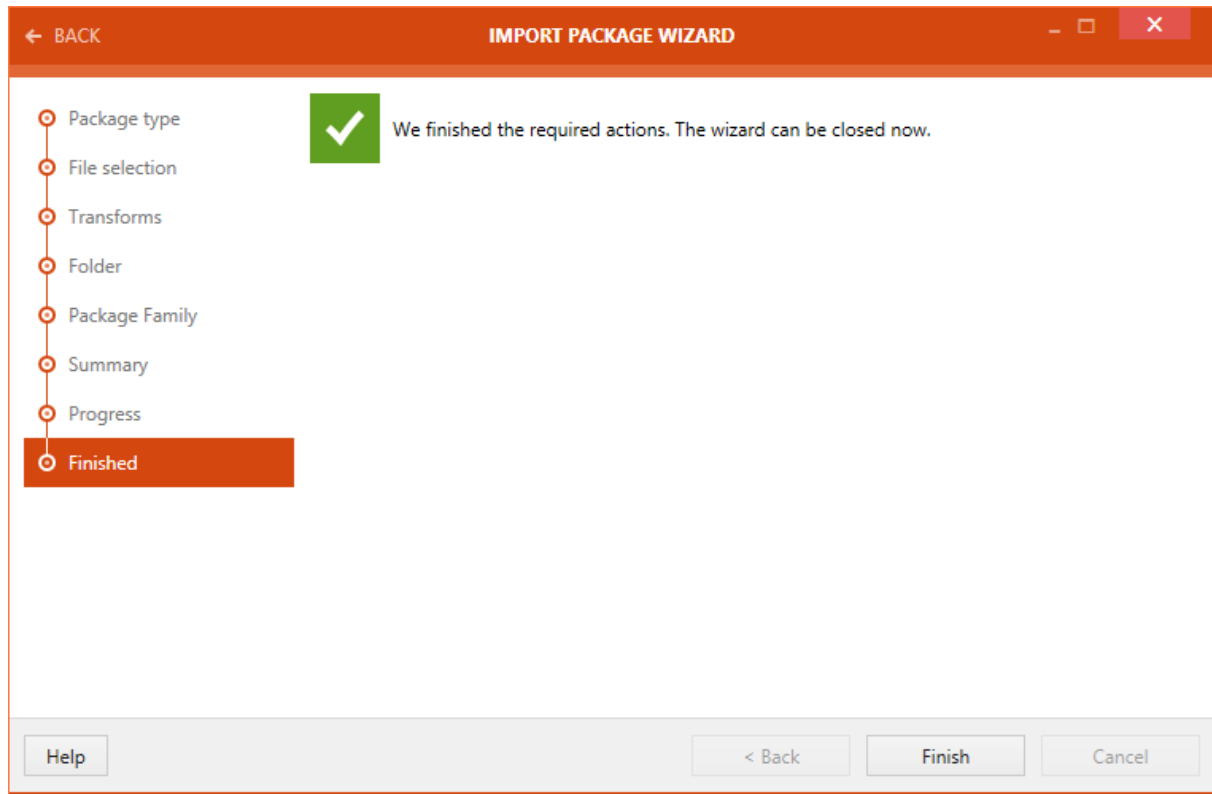 BACK
IMPORT PACKAGE WIZARD
Package type
File selection
Transforms
Folder
Package Family
Summary
Progress
Finished
We finished the required actions. The wizard can be closed now.
Help
< Back
Finish
Cancel